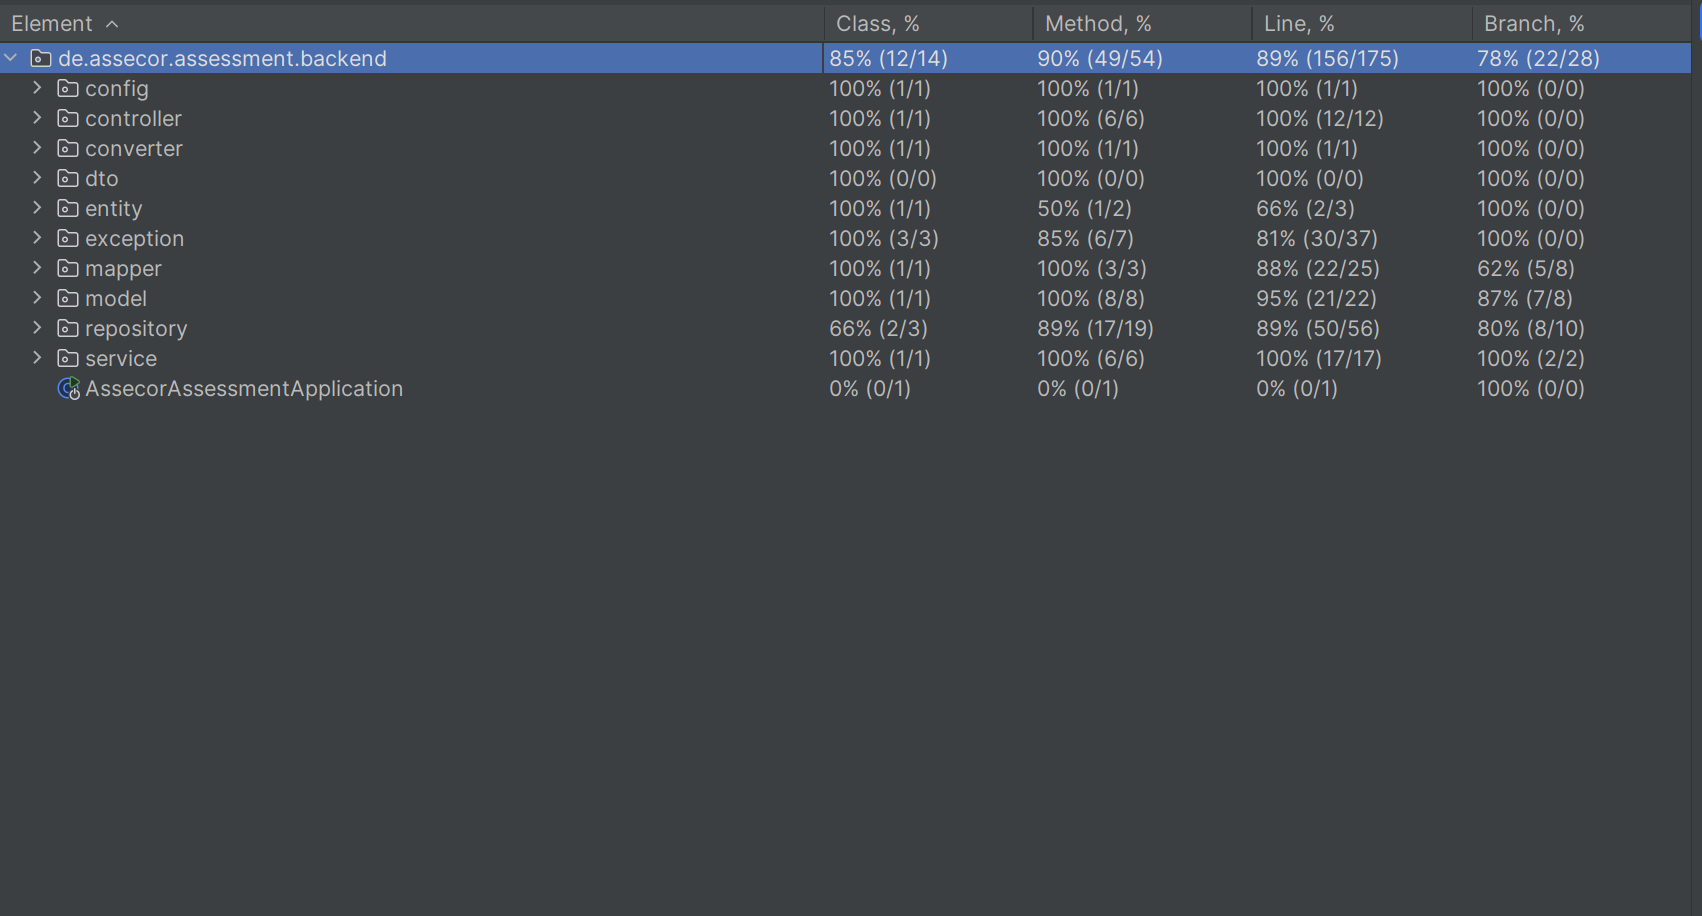 Element Class, % Method, % Line, % Branch, %
de.assecor.assessment.backend 85% (12/14) 90% (49/54) 89% (156/175) 78% (22/28)
config 100% (1/1) 100% (1/1) 100% (1/1) 100% (0/0)
controller 100% (1/1) 100% (6/6) 100% (12/12) 100% (0/0)
converter 100% (1/1) 100% (1/1) 100% (1/1) 100% (0/0)
dto 100% (0/0) 100% (0/0) 100% (0/0) 100% (0/0)
entity 100% (1/1) 50% (1/2) 66% (2/3) 100% (0/0)
exception 100% (3/3) 85% (6/7) 81% (30/37) 100% (0/0)
mapper 100% (1/1) 100% (3/3) 88% (22/25) 62% (5/8)
model 100% (1/1) 100% (8/8) 95% (21/22) 87% (7/8)
repository 66% (2/3) 89% (17/19) 89% (50/56) 80% (8/10)
service 100% (1/1) 100% (6/6) 100% (17/17) 100% (2/2)
AssecorAssessmentApplication 0% (0/1) 0% (0/1) 0% (0/1) 100% (0/0)